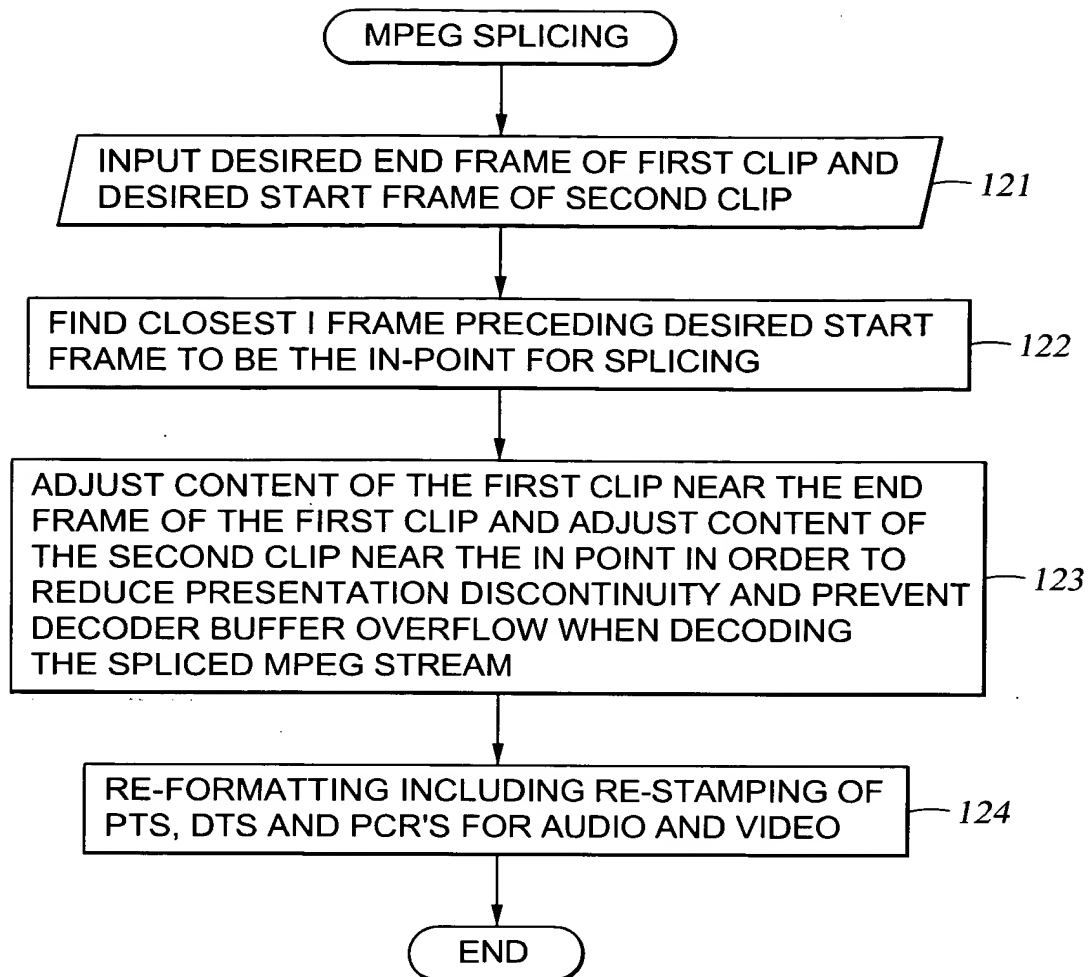 MPEG SPLICING
INPUT DESIRED END FRAME OF FIRST CLIP AND
DESIRED START FRAME OF SECOND CLIP
121
FIND CLOSEST I FRAME PRECEDING DESIRED START
FRAME TO BE THE IN-POINT FOR SPLICING
122
ADJUST CONTENT OF THE FIRST CLIP NEAR THE END
FRAME OF THE FIRST CLIP AND ADJUST CONTENT OF
THE SECOND CLIP NEAR THE IN POINT IN ORDER TO
REDUCE PRESENTATION DISCONTINUITY AND PREVENT
DECODER BUFFER OVERFLOW WHEN DECODING
THE SPLICED MPEG STREAM
123
RE-FORMATTING INCLUDING RE-STAMPING OF
PTS, DTS AND PCR'S FOR AUDIO AND VIDEO
124
END